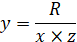 y = R / (x × z)